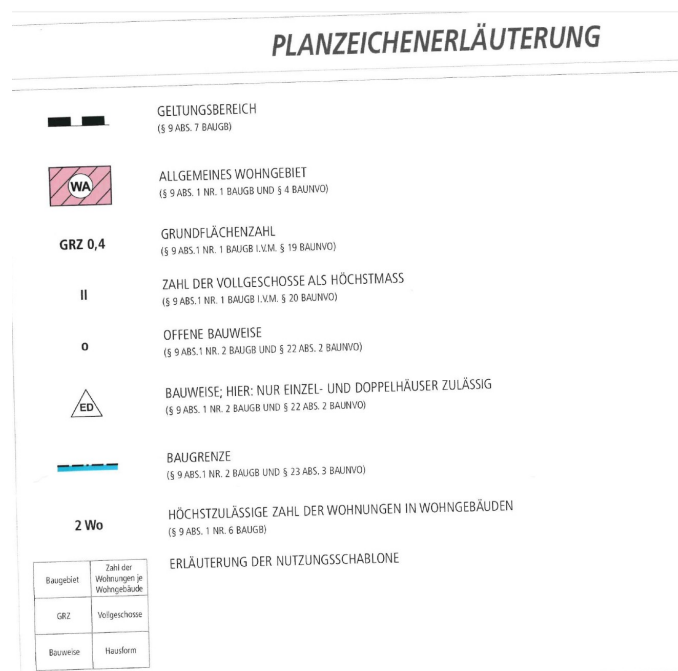 PLANZEICHENERLÄUTERUNG
GELTUNGSBEREICH
(§ 9 ABS. 7 BAUGB)
WA
ALLGEMEINES WOHNGEBIET
(§ 9 ABS. 1 NR. 1 BAUGB UND § 4 BAUNVO)
GRZ 0,4
GRUNDFLÄCHENZAHL
(§ 9 ABS.1 NR. 1 BAUGB I.V.M. § 19 BAUNVO)
II
ZAHL DER VOLLGESCHOSSE ALS HÖCHSTMASS
(§ 9 ABS.1 NR. 1 BAUGB I.V.M. § 20 BAUNVO)
o
OFFENE BAUWEISE
(§ 9 ABS.1 NR. 2 BAUGB UND § 22 ABS. 2 BAUNVO)
ED
BAUWEISE; HIER: NUR EINZEL- UND DOPPELHÄUSER ZULÄSSIG
(§ 9 ABS. 1 NR. 2 BAUGB UND § 22 ABS. 2 BAUNVO)
BAUGRENZE
(§ 9 ABS.1 NR. 2 BAUGB UND § 23 ABS. 3 BAUNVO)
2 Wo
HÖCHSTZULÄSSIGE ZAHL DER WOHNUNGEN IN WOHNGEBÄUDEN
(§ 9 ABS. 1 NR. 6 BAUGB)
ERLÄUTERUNG DER NUTZUNGSSCHABLONE
Baugebiet
Zahl der
Wohnungen je
Wohngebäude
GRZ
Vollgeschosse
Bauweise
Hausform